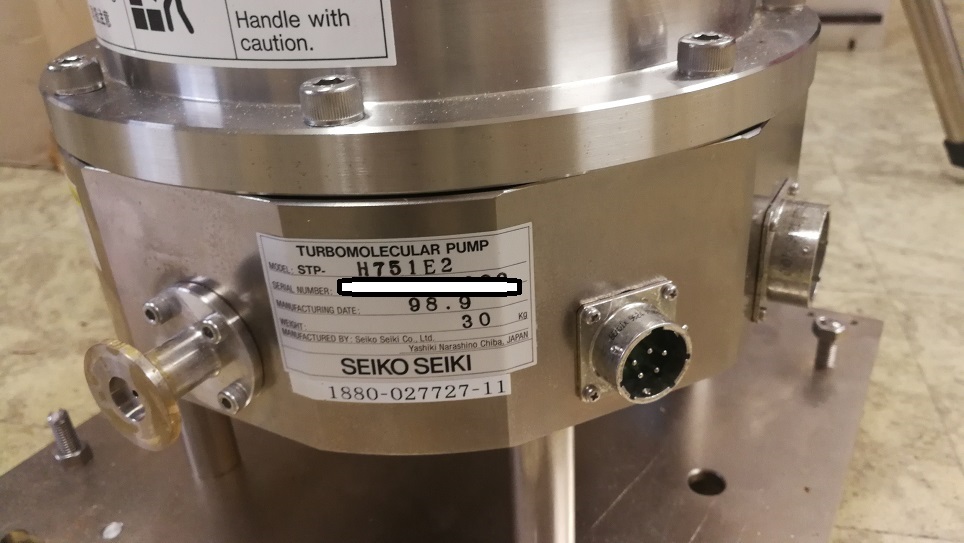 Handle with
caution.
TURBOMOLECULAR PUMP
MODEL: STP- H751E2
SERIAL NUMBER:
MANUFACTURING DATE: 98.9
WEIGHT: 30 Kg
MANUFACTURED BY: Seiko Seiki Co., Ltd.
Yashiki Narashino Chiba, JAPAN
SEIKO SEIKI
1880-027727-11